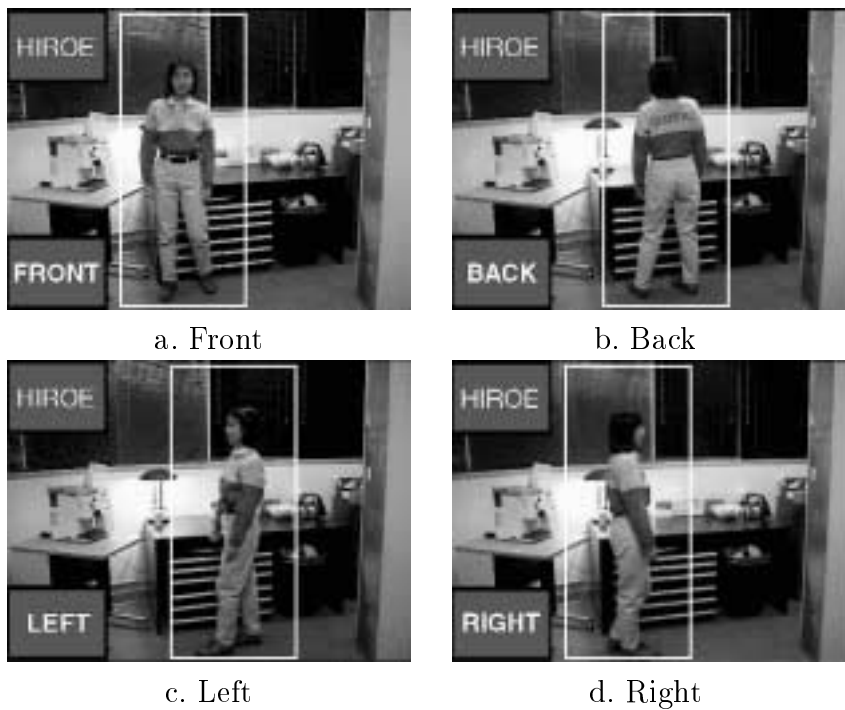 HIROE
FRONT
a. Front
HIROE
BACK
b. Back
HIROE
LEFT
c. Left
HIROE
RIGHT
d. Right